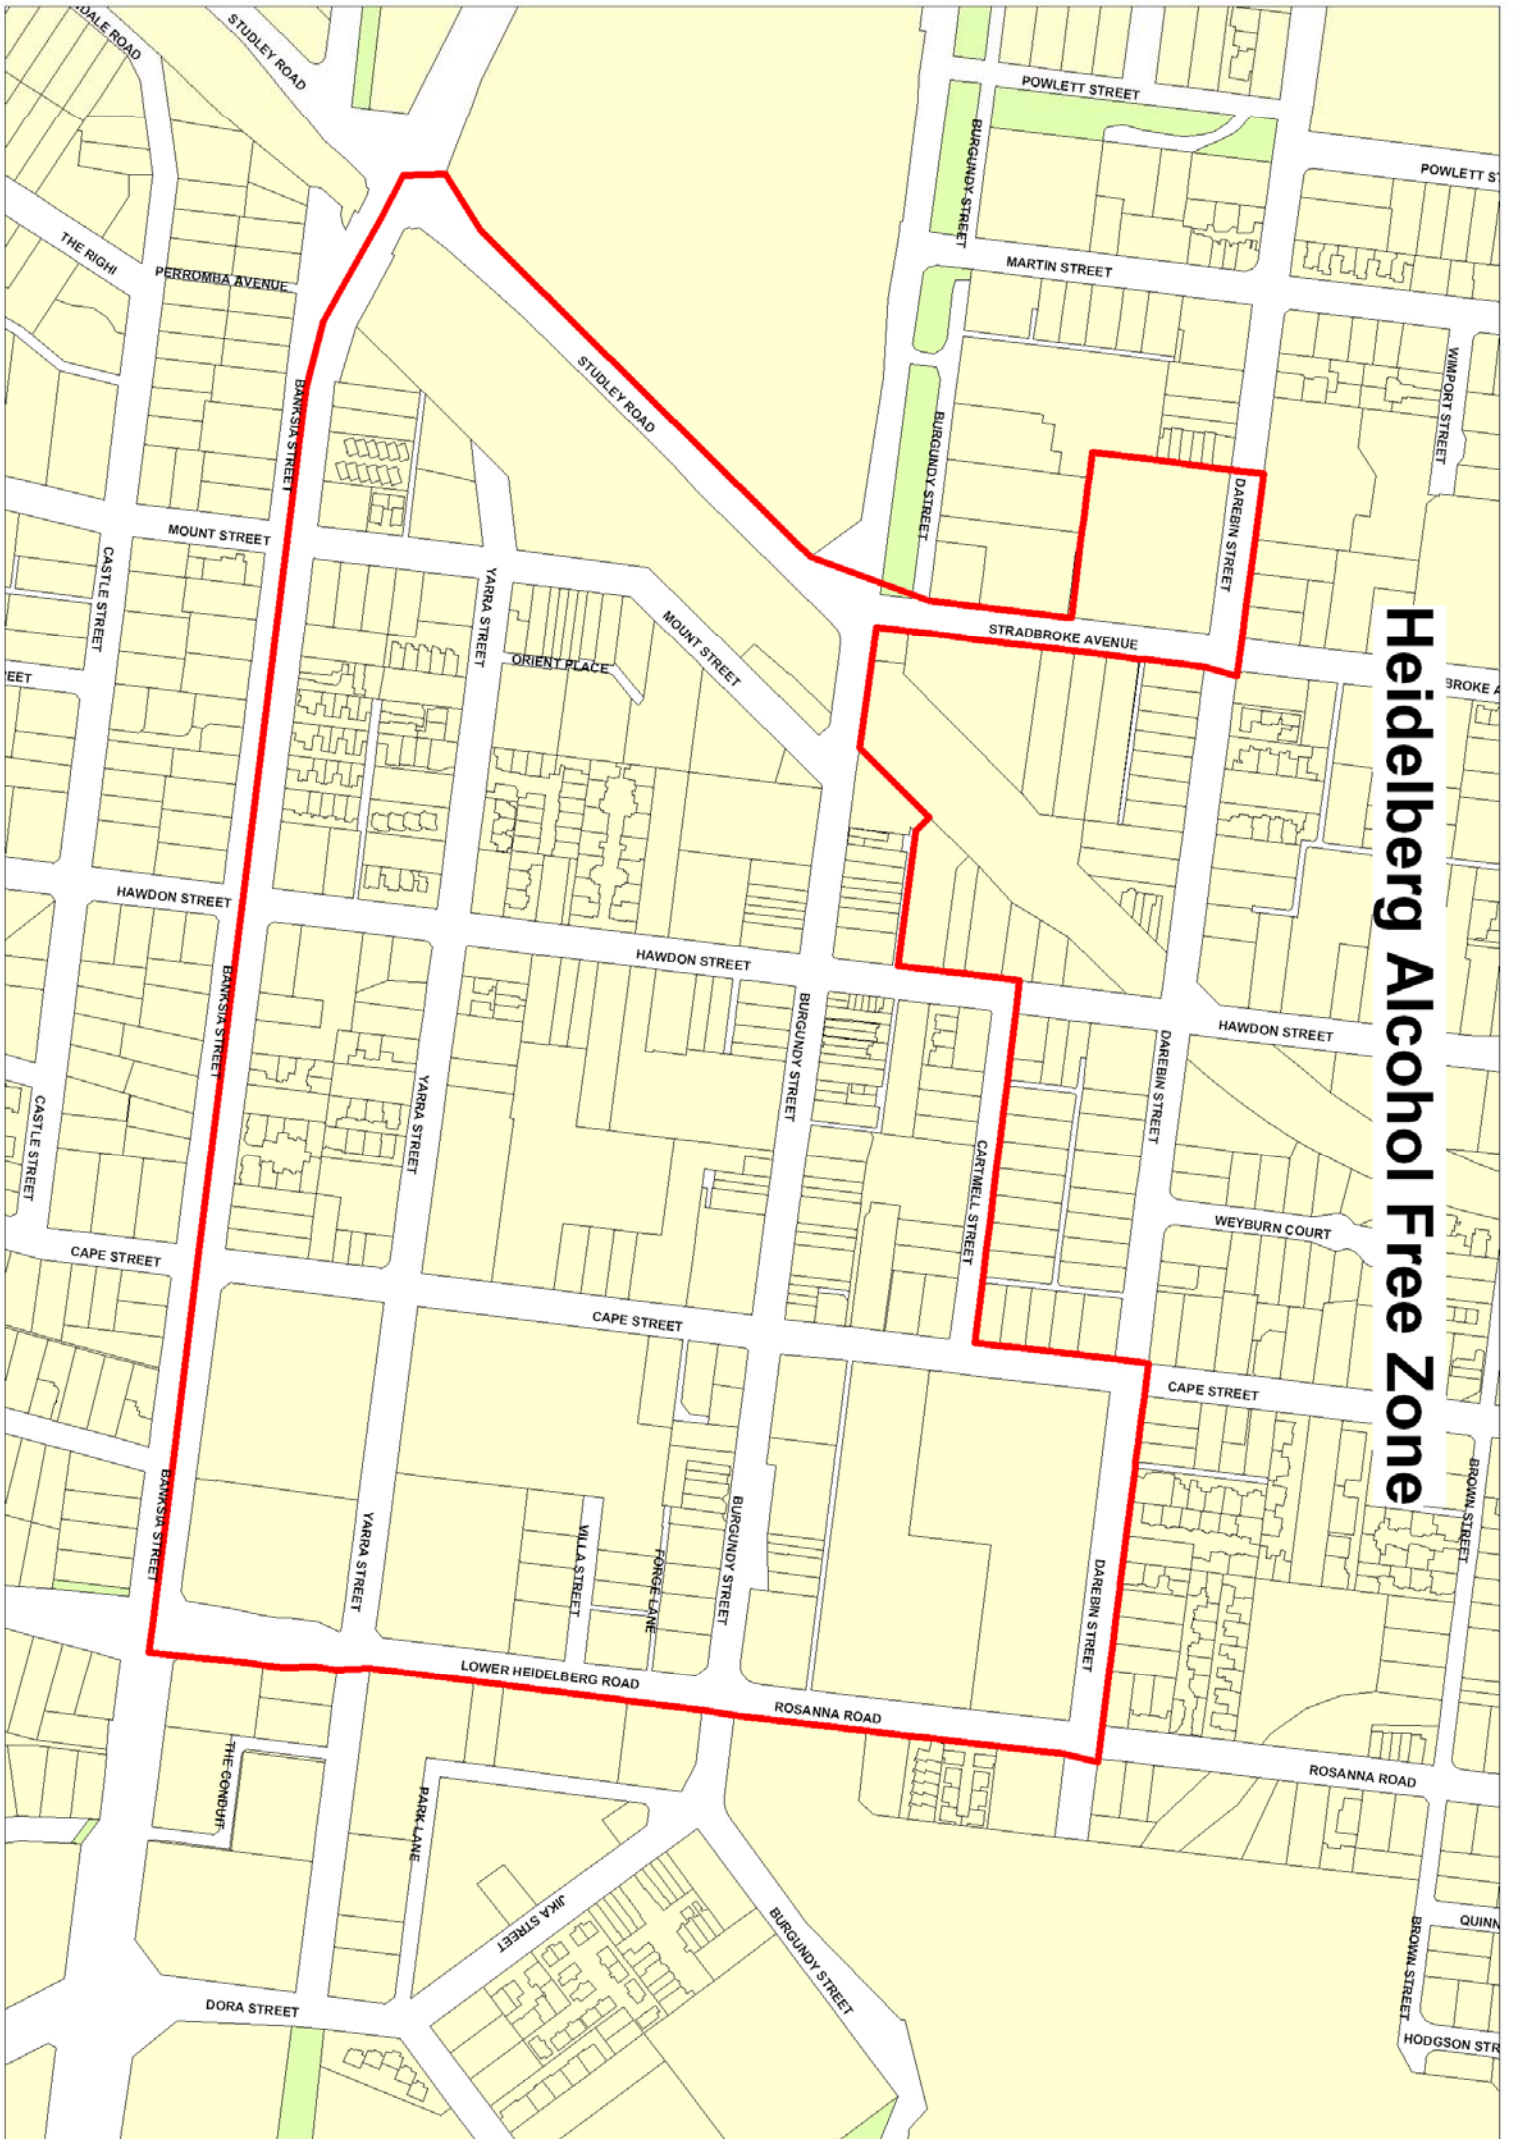 Heidelberg Alcohol Free Zone
DALE ROAD
STUDLEY ROAD
POWLETT STREET
POWLETT S
BURGUNDY STREET
THE RIGHI
PERROMBA AVENUE
MARTIN STREET
WIMPORT STREET
STUDLEY ROAD
BANKSIA STREET
BURGUNDY STREET
DAREBIN STREET
MOUNT STREET
CASTLE STREET
YARRA STREET
MOUNT STREET
STRADBROKE AVENUE
ORIENT PLACE
EET
BROKE A
HAWDON STREET
HAWDON STREET
BANKSIA STREET
BURGUNDY STREET
HAWDON STREET
DAREBIN STREET
YARRA STREET
CASTLE STREET
CARTMELL STREET
WEYBURN COURT
CAPE STREET
CAPE STREET
CAPE STREET
BANKSIA STREET
YARRA STREET
VILLA STREET
FORGE LANE
BURGUNDY STREET
DAREBIN STREET
BROWN STREET
LOWER HEIDELBERG ROAD
ROSANNA ROAD
ROSANNA ROAD
THE CONDUIT
PARK LANE
JIKA STREET
BURGUNDY STREET
QUINN
BROWN STREET
DORA STREET
HODGSON STR